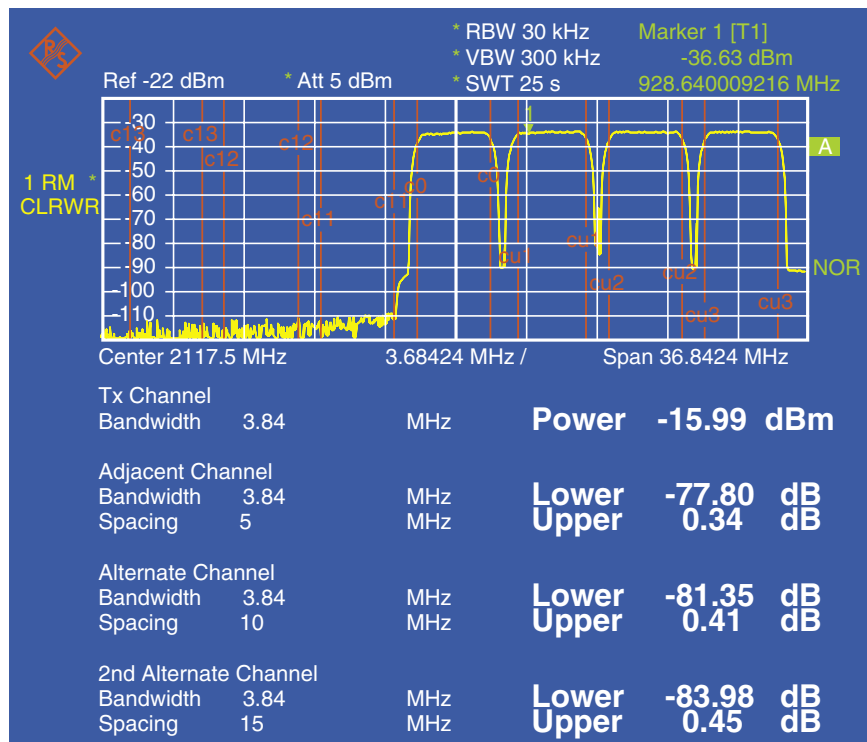 R S
* RBW 30 kHz Marker 1 [T1]
* VBW 300 kHz -36.63 dBm
Ref -22 dBm * Att 5 dBm * SWT 25 s 928.640009216 MHz
1
-30
c13 c13 c12 A
-40
c12
-50
c0
1 RM * -60 c0
CLRWR c11
-70
c11
-80 cu1
cu1
-90 cu2 NOR
cu2 cu3
-100
cu3
-110
Center 2117.5 MHz 3.68424 MHz / Span 36.8424 MHz
Tx Channel
Bandwidth 3.84 MHz Power -15.99 dBm
Adjacent Channel
Bandwidth 3.84 MHz Lower -77.80 dB
Spacing 5 MHz Upper 0.34 dB
Alternate Channel
Bandwidth 3.84 MHz Lower -81.35 dB
Spacing 10 MHz Upper 0.41 dB
2nd Alternate Channel
Bandwidth 3.84 MHz Lower -83.98 dB
Spacing 15 MHz Upper 0.45 dB